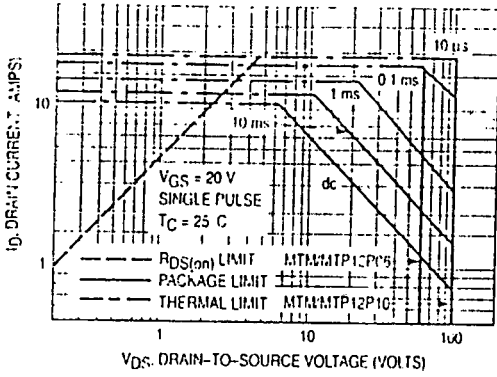 10 µs
0.1 ms
1 ms
10 ms
dc
10
1
ID, DRAIN CURRENT AMPS)
VGS = 20 V
SINGLE PULSE
TC = 25 C
RDS(on) LIMIT
PACKAGE LIMIT
THERMAL LIMIT MTM/MTP12P10
1 10 100
VDS, DRAIN-TO-SOURCE VOLTAGE (VOLTS)